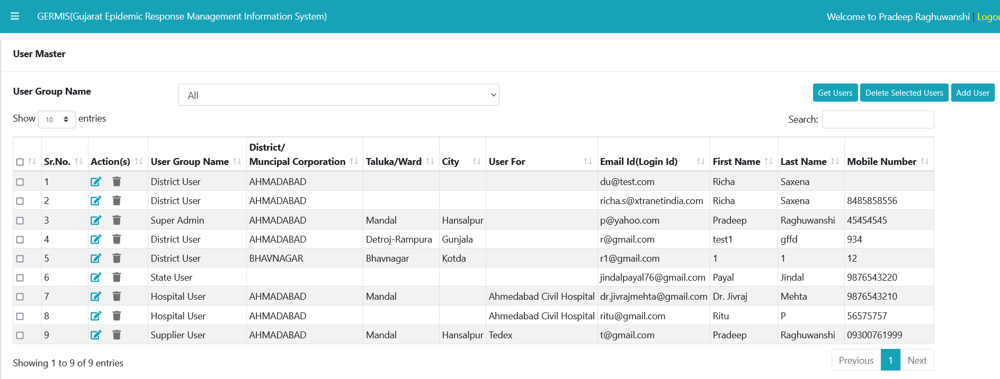 GERMIS(Gujarat Epidemic Response Management Information System)
Welcome to Pradeep Raghuwanshi | Logou
User Master
User Group Name
All
Get Users
Delete Selected Users
Add User
Show 10 entries
Search:
Sr.No. Action(s) User Group Name District/ Muncipal Corporation Taluka/Ward City User For Email Id(Login Id) First Name Last Name Mobile Number
1 District User AHMADABAD du@test.com Richa Saxena
2 District User AHMADABAD richa.s@xtranetindia.com Richa Saxena 8485858556
3 Super Admin AHMADABAD Mandal Hansalpur p@yahoo.com Pradeep Raghuwanshi 45454545
4 District User AHMADABAD Detroj-Rampura Gunjala r@gmail.com test1 gffd 934
5 District User BHAVNAGAR Bhavnagar Kotda r1@gmail.com 1 1 12
6 State User jindalpayal76@gmail.com Payal Jindal 9876543220
7 Hospital User AHMADABAD Mandal Ahmedabad Civil Hospital dr.jivrajmehta@gmail.com Dr. Jivraj Mehta 9876543210
8 Hospital User AHMADABAD Ahmedabad Civil Hospital ritu@gmail.com Ritu P 56575757
9 Supplier User AHMADABAD Mandal Hansalpur Tedex t@gmail.com Pradeep Raghuwanshi 09300761999
Showing 1 to 9 of 9 entries
Previous 1 Next